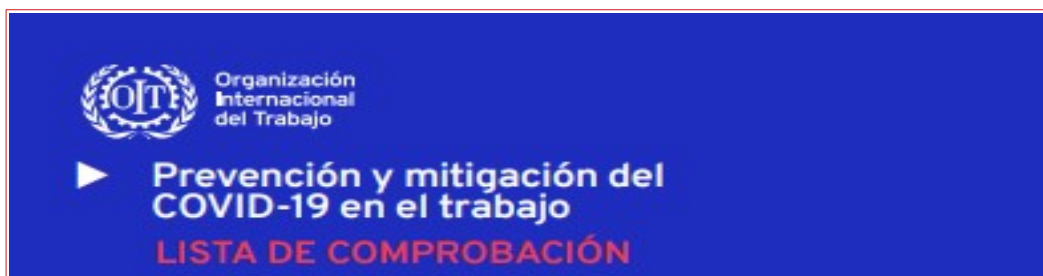 OIT
Organización
Internacional
del Trabajo
Prevención y mitigación del
COVID-19 en el trabajo
LISTA DE COMPROBACIÓN